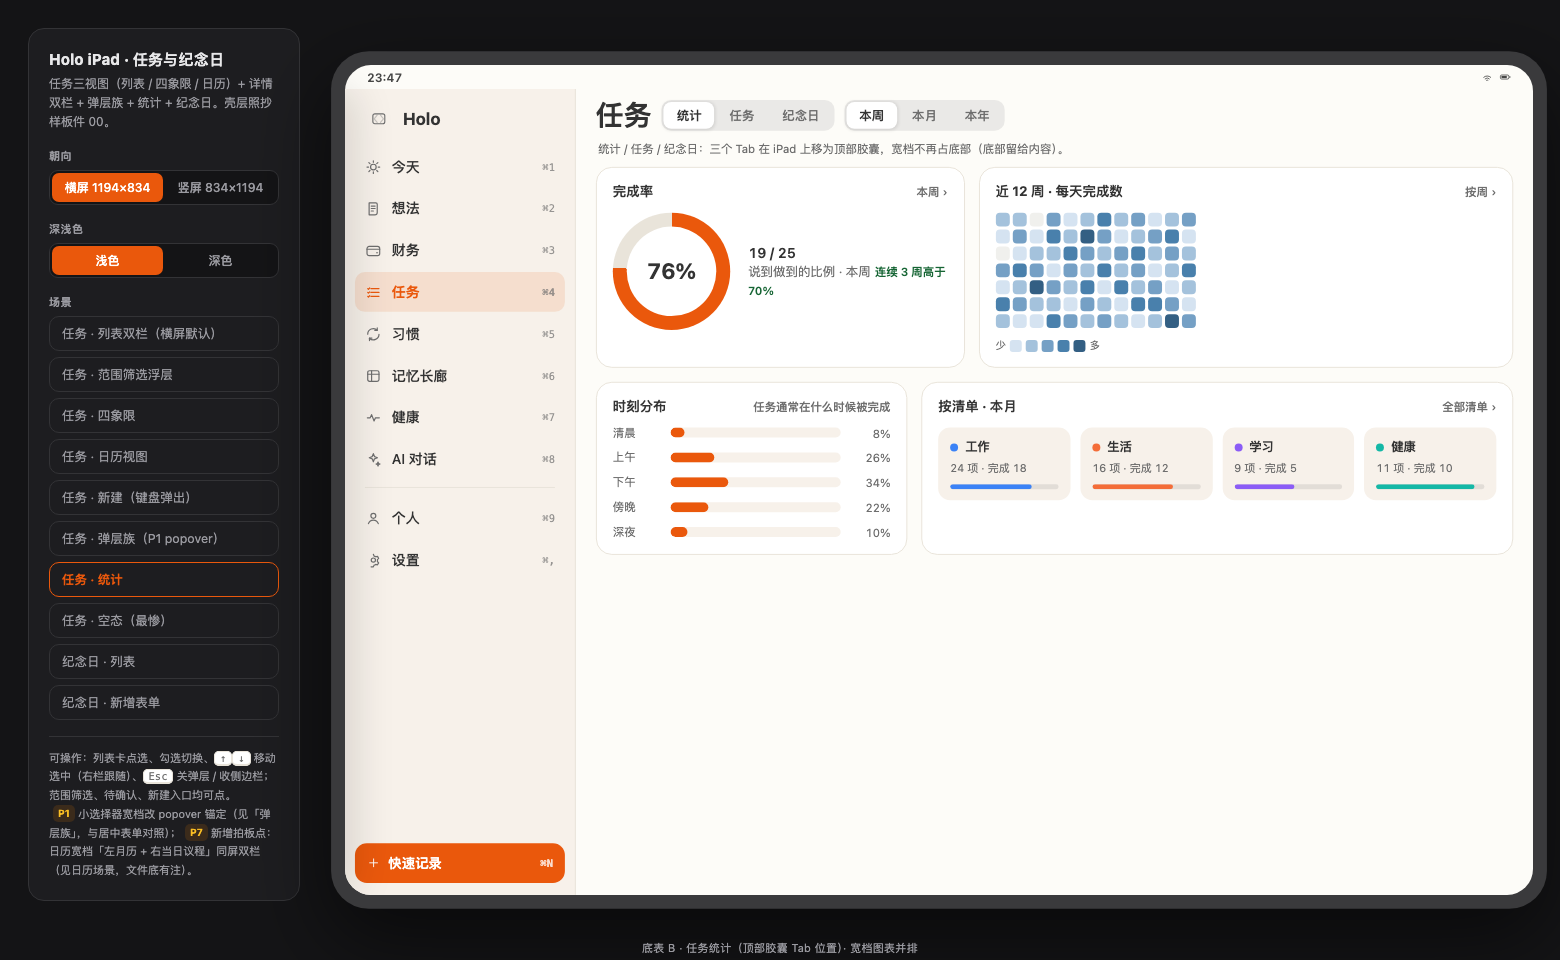 Holo iPad · 任务与纪念日
任务三视图（列表 / 四象限 / 日历）+ 详情
双栏 + 弹层族 + 统计 + 纪念日。壳层照抄
样板件 00。
朝向
横屏 1194×834
竖屏 834×1194
深浅色
浅色
深色
场景
任务 · 列表双栏（横屏默认）
任务 · 范围筛选浮层
任务 · 四象限
任务 · 日历视图
任务 · 新建（键盘弹出）
任务 · 弹层族（P1 popover）
任务 · 统计
任务 · 空态（最惨）
纪念日 · 列表
纪念日 · 新增表单
可操作：列表卡点选、勾选切换、↑ ↓ 移动
选中（右栏跟随）、Esc 关弹层 / 收侧边栏；
范围筛选、待确认、新建入口均可点。
P1 小选择器宽档改 popover 锚定（见「弹
层族」，与居中表单对照）； P7 新增拍板点：
日历宽档「左月历 + 右当日议程」同屏双栏
（见日历场景，文件底有注）。
23:47
Holo
今天 ⌘1
想法 ⌘2
财务 ⌘3
任务 ⌘4
习惯 ⌘5
记忆长廊 ⌘6
健康 ⌘7
AI 对话 ⌘8
个人 ⌘9
设置 ⌘,
+ 快速记录 ⌘N
任务
统计 任务 纪念日
本周 本月 本年
统计 / 任务 / 纪念日：三个 Tab 在 iPad 上移为顶部胶囊，宽档不再占底部（底部留给内容）。
完成率 本周 ›
76%
19 / 25
说到做到的比例 · 本周 连续 3 周高于
70%
近 12 周 · 每天完成数 按周 ›
少 多
时刻分布 任务通常在什么时候被完成
清晨 8%
上午 26%
下午 34%
傍晚 22%
深夜 10%
按清单 · 本月 全部清单 ›
工作
24 项 · 完成 18
生活
16 项 · 完成 12
学习
9 项 · 完成 5
健康
11 项 · 完成 10
底表 B · 任务统计（顶部胶囊 Tab 位置）· 宽档图表并排